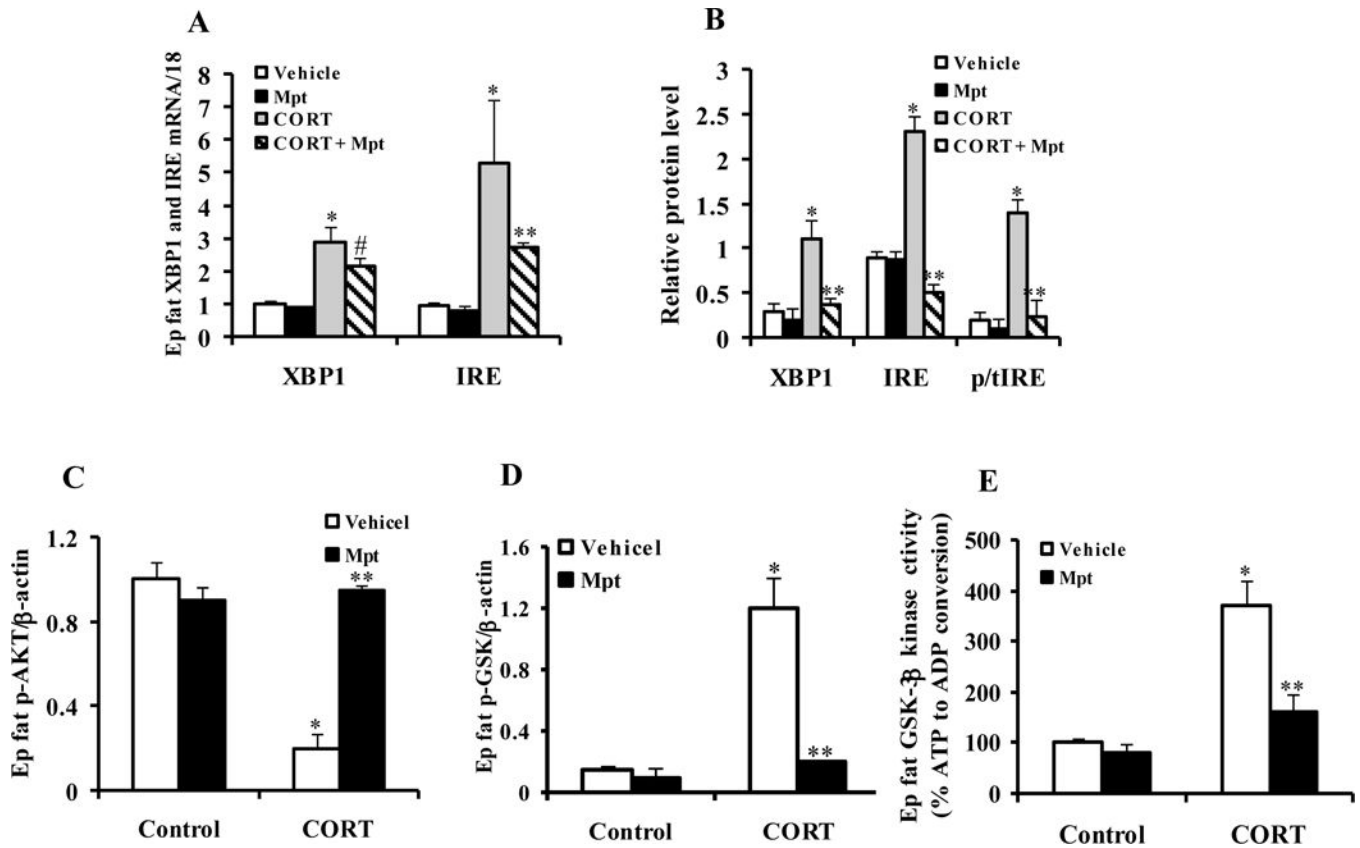 A
Ep fat XBP1 and IRE mRNA/18
8
7
6
5
4
3
2
1
0
Vehicle
Mpt
CORT
CORT + Mpt
*
#
*
**
XBP1
IRE
B
Relative protein level
3
2.5
2
1.5
1
0.5
0
Vehicle
Mpt
CORT
CORT + Mpt
*
**
*
**
*
**
XBP1
IRE
p/tIRE
C
Ep fat p-AKT/β-actin
1.2
0.8
0.4
0
Vehicel
Mpt
*
**
Control
CORT
D
Ep fat p-GSK/β-actin
1.6
1.2
0.8
0.4
0
Vehicel
Mpt
*
**
Control
CORT
E
Ep fat GSK-3β kinase ctivity
(% ATP to ADP conversion)
500
400
300
200
100
0
Vehicle
Mpt
*
**
Control
CORT